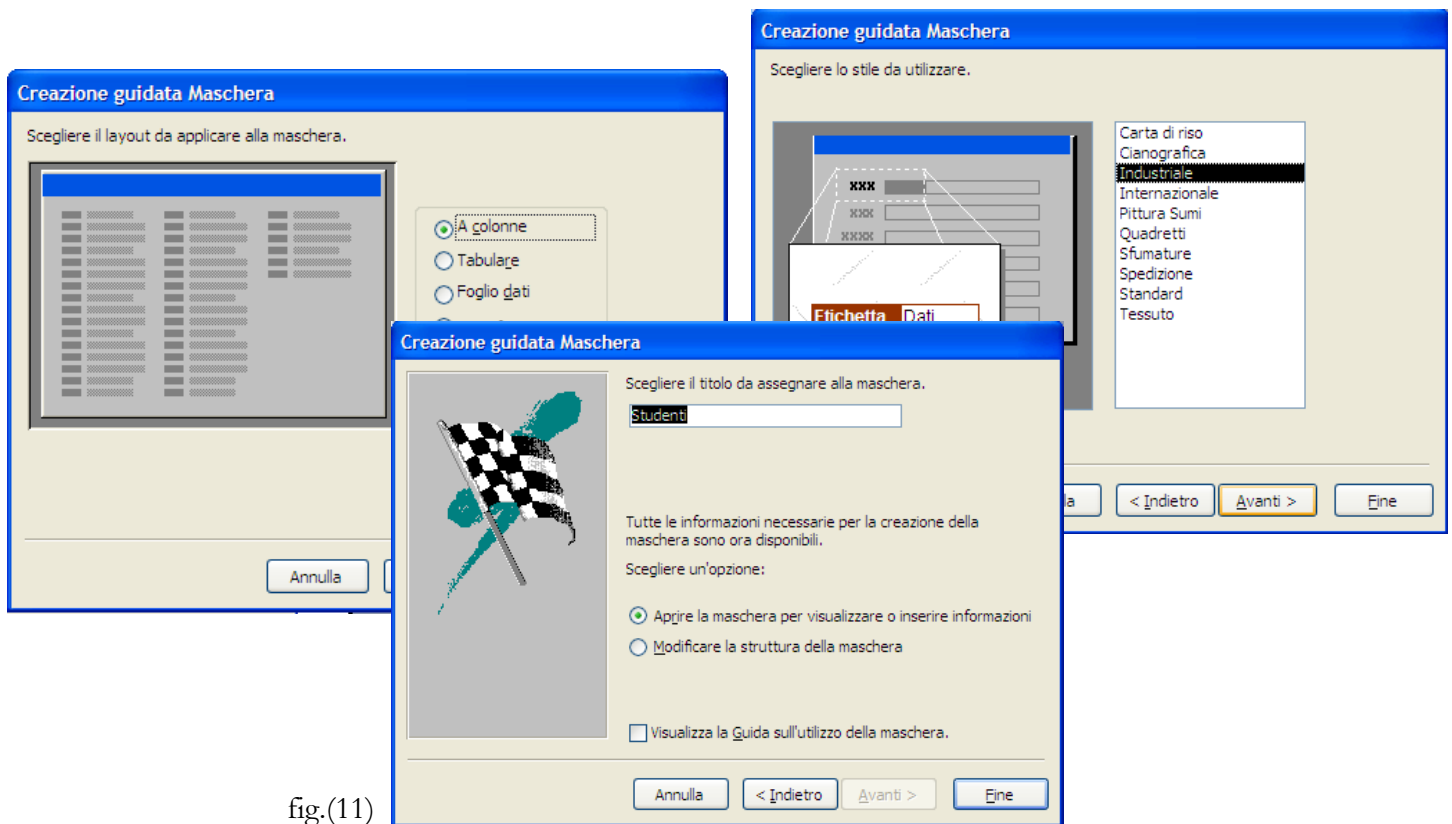 Creazione guidata Maschera
Scegliere il layout da applicare alla maschera.
A colonne
Tabulare
Foglio dati
Annulla
Creazione guidata Maschera
Scegliere lo stile da utilizzare.
xxx
xxx
xxxx
Etichetta Dati
Carta di riso
Cianografica
Industriale
Internazionale
Pittura Sumi
Quadretti
Sfumature
Spedizione
Standard
Tessuto
la
< Indietro
Avanti >
Fine
Creazione guidata Maschera
Scegliere il titolo da assegnare alla maschera.
Studenti
Tutte le informazioni necessarie per la creazione della
maschera sono ora disponibili.
Scegliere un'opzione:
Aprire la maschera per visualizzare o inserire informazioni
Modificare la struttura della maschera
Visualizza la Guida sull'utilizzo della maschera.
Annulla
< Indietro
Avanti >
Fine
fig.(11)